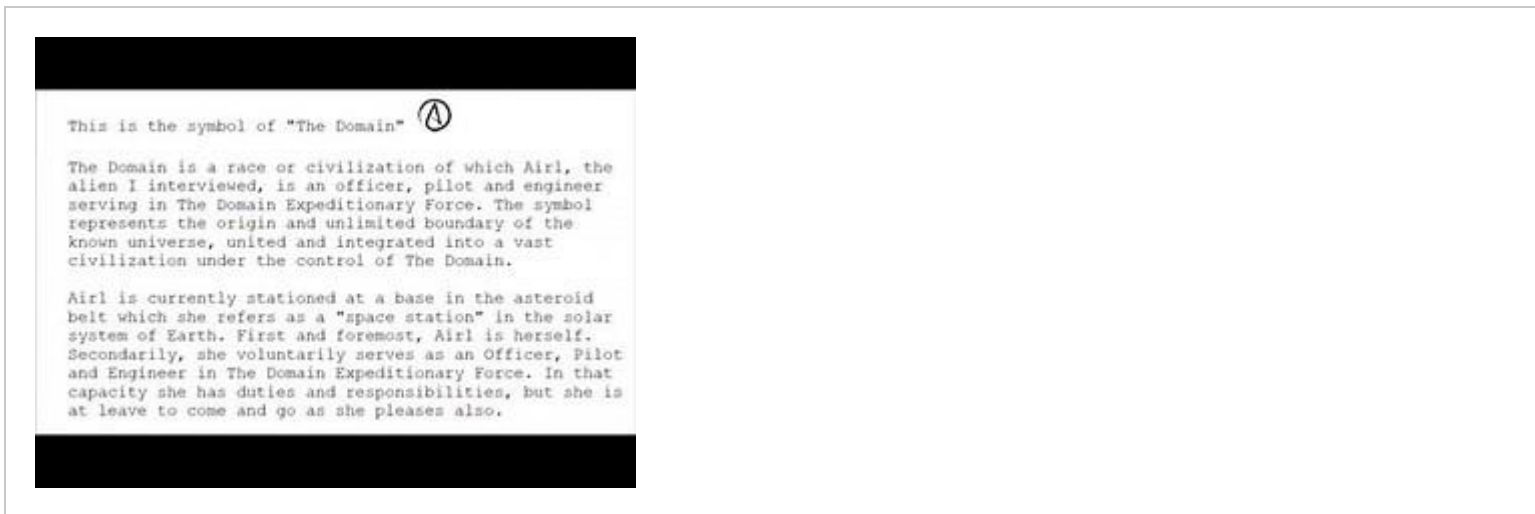 This is the symbol of "The Domain"
The Domain is a race or civilization of which Airl, the
alien I interviewed, is an officer, pilot and engineer
serving in The Domain Expeditionary Force. The symbol
represents the origin and unlimited boundary of the
known universe, united and integrated into a vast
civilization under the control of The Domain.
Airl is currently stationed at a base in the asteroid
belt which she refers as a "space station" in the solar
system of Earth. First and foremost, Airl is herself.
Secondarily, she voluntarily serves as an Officer, Pilot
and Engineer in The Domain Expeditionary Force. In that
capacity she has duties and responsibilities, but she is
at leave to come and go as she pleases also.